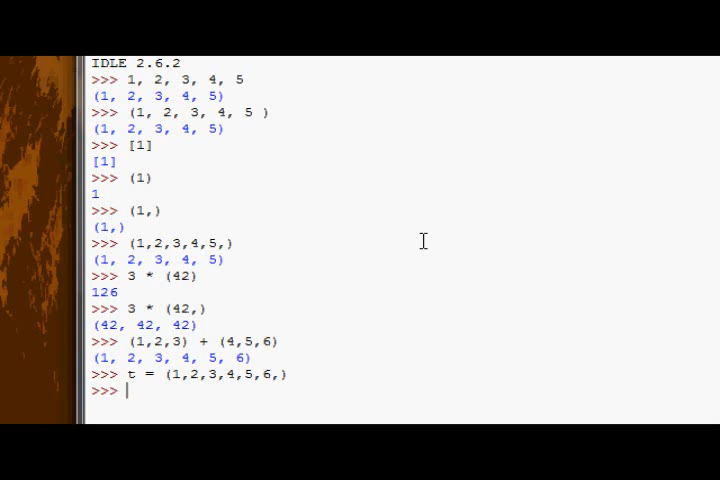 IDLE 2.6.2
>>> 1, 2, 3, 4, 5
(1, 2, 3, 4, 5)
>>> (1, 2, 3, 4, 5 )
(1, 2, 3, 4, 5)
>>> [1]
[1]
>>> (1)
1
>>> (1,)
(1,)
>>> (1,2,3,4,5,)
(1, 2, 3, 4, 5)
>>> 3 * (42)
126
>>> 3 * (42,)
(42, 42, 42)
>>> (1,2,3) + (4,5,6)
(1, 2, 3, 4, 5, 6)
>>> t = (1,2,3,4,5,6,)
>>>